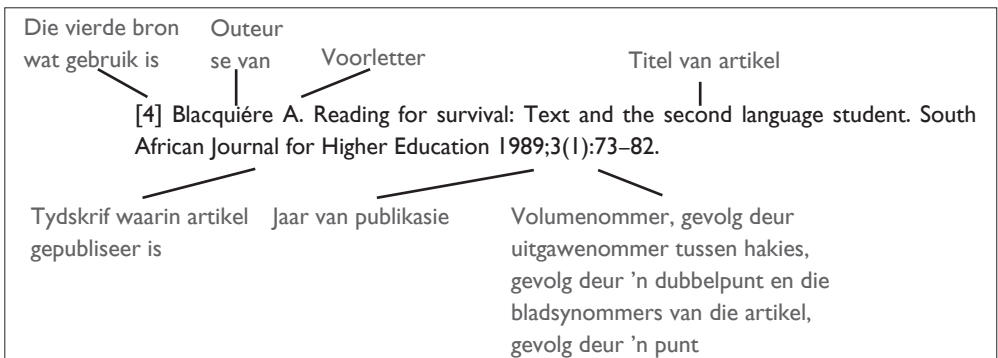 Die vierde bron
wat gebruik is
Outeur
se van
Voorletter
Titel van artikel
[4] Blacquiére A. Reading for survival: Text and the second language student. South
African Journal for Higher Education 1989;3(1):73–82.
Tydskrif waarin artikel
gepubliseer is
Jaar van publikasie
Volumenommer, gevolg deur
uitgawenommer tussen hakies,
gevolg deur ’n dubbelpunt en die
bladsynommers van die artikel,
gevolg deur ’n punt